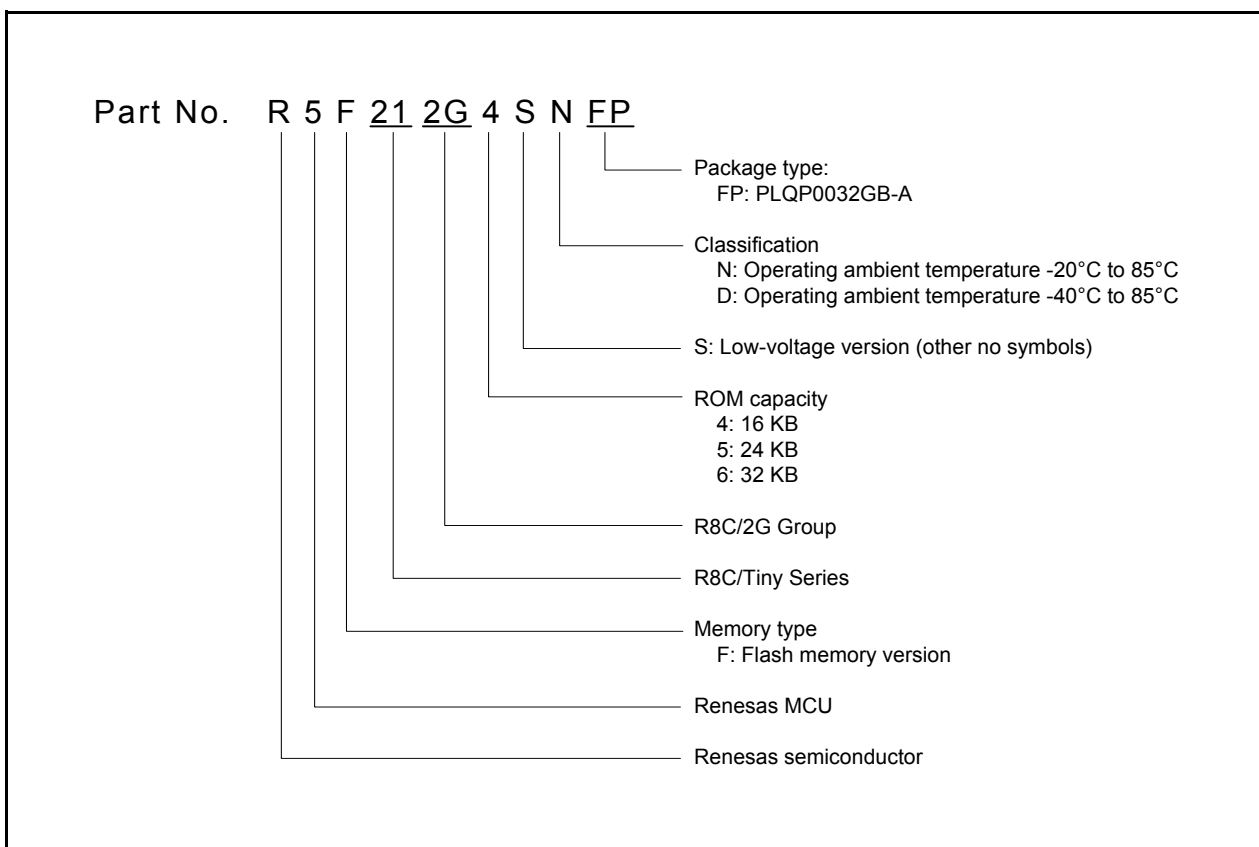 Part No. R 5 F 21 2G 4 S N FP
Package type:
FP: PLQP0032GB-A
Classification
N: Operating ambient temperature -20°C to 85°C
D: Operating ambient temperature -40°C to 85°C
S: Low-voltage version (other no symbols)
ROM capacity
4: 16 KB
5: 24 KB
6: 32 KB
R8C/2G Group
R8C/Tiny Series
Memory type
F: Flash memory version
Renesas MCU
Renesas semiconductor